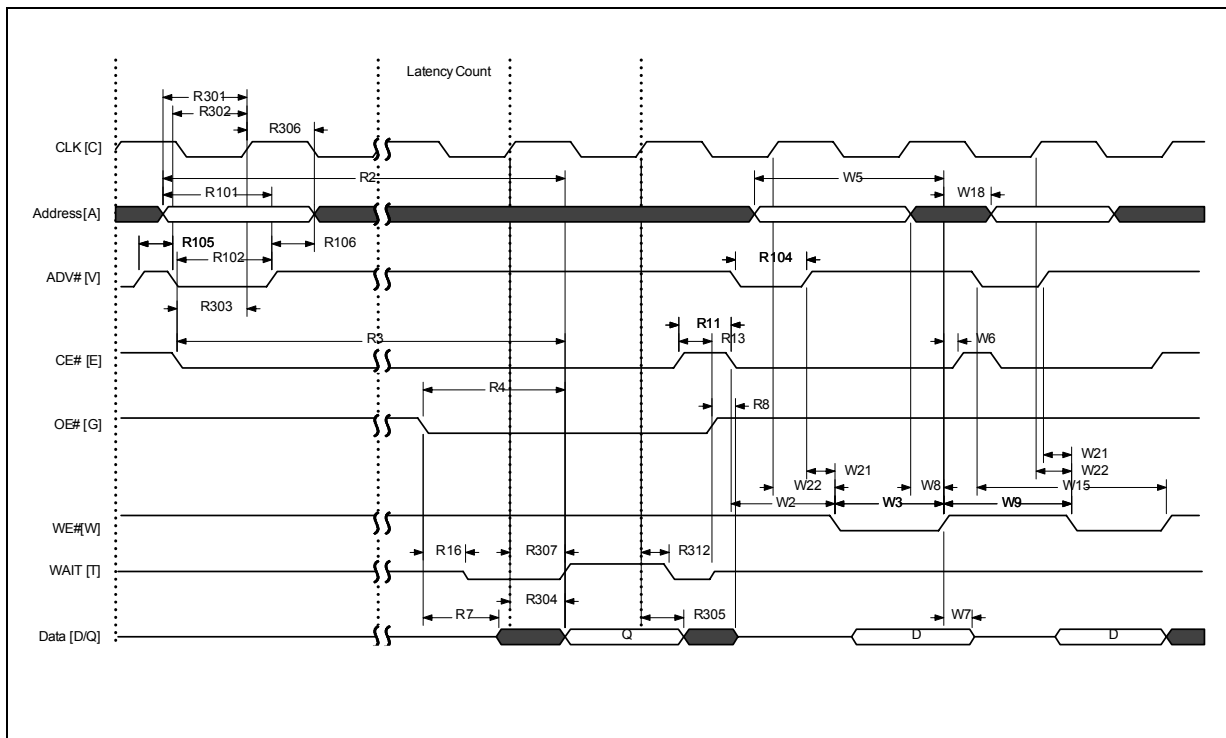 Latency Count
R301
R302
R306
CLK [C]
R2
W5
R101
W18
Address [A]
R105
R106
R102
R104
ADV# [V]
R303
R11
R3
R13
W6
CE# [E]
R4
R8
OE# [G]
W21
W21
W22
W22
W8
W15
W2
W3
W9
WE# [W]
R16
R307
R312
WAIT [T]
R304
R7
R305
W7
Data [D/Q]
Q
D
D